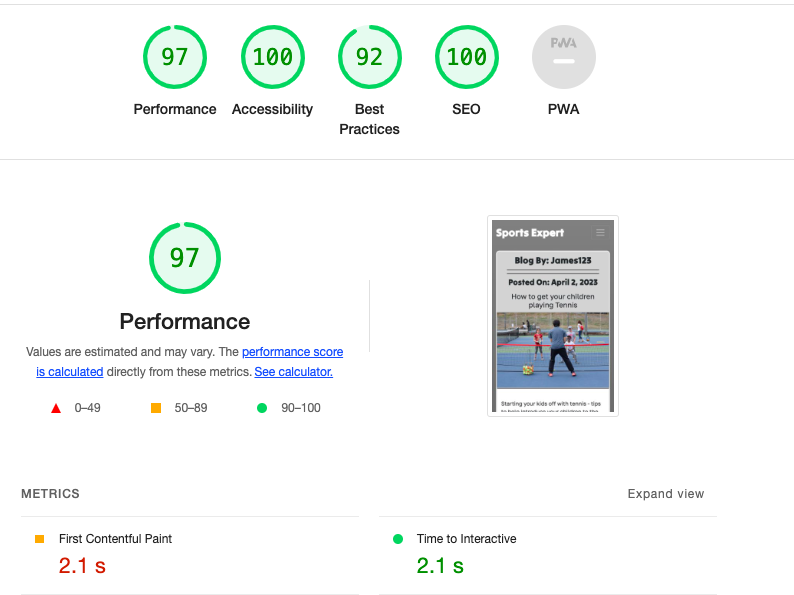 97 100 92 100 PWA
Performance Accessibility Best Practices SEO PWA
97
Performance
Values are estimated and may vary. The performance score
is calculated directly from these metrics. See calculator.
0–49 50–89 90–100
Sports Expert
Blog By: James123
Posted On: April 2, 2023
How to get your children
playing Tennis
Starting your kids off with tennis - tips
METRICS
Expand view
First Contentful Paint
2.1 s
Time to Interactive
2.1 s